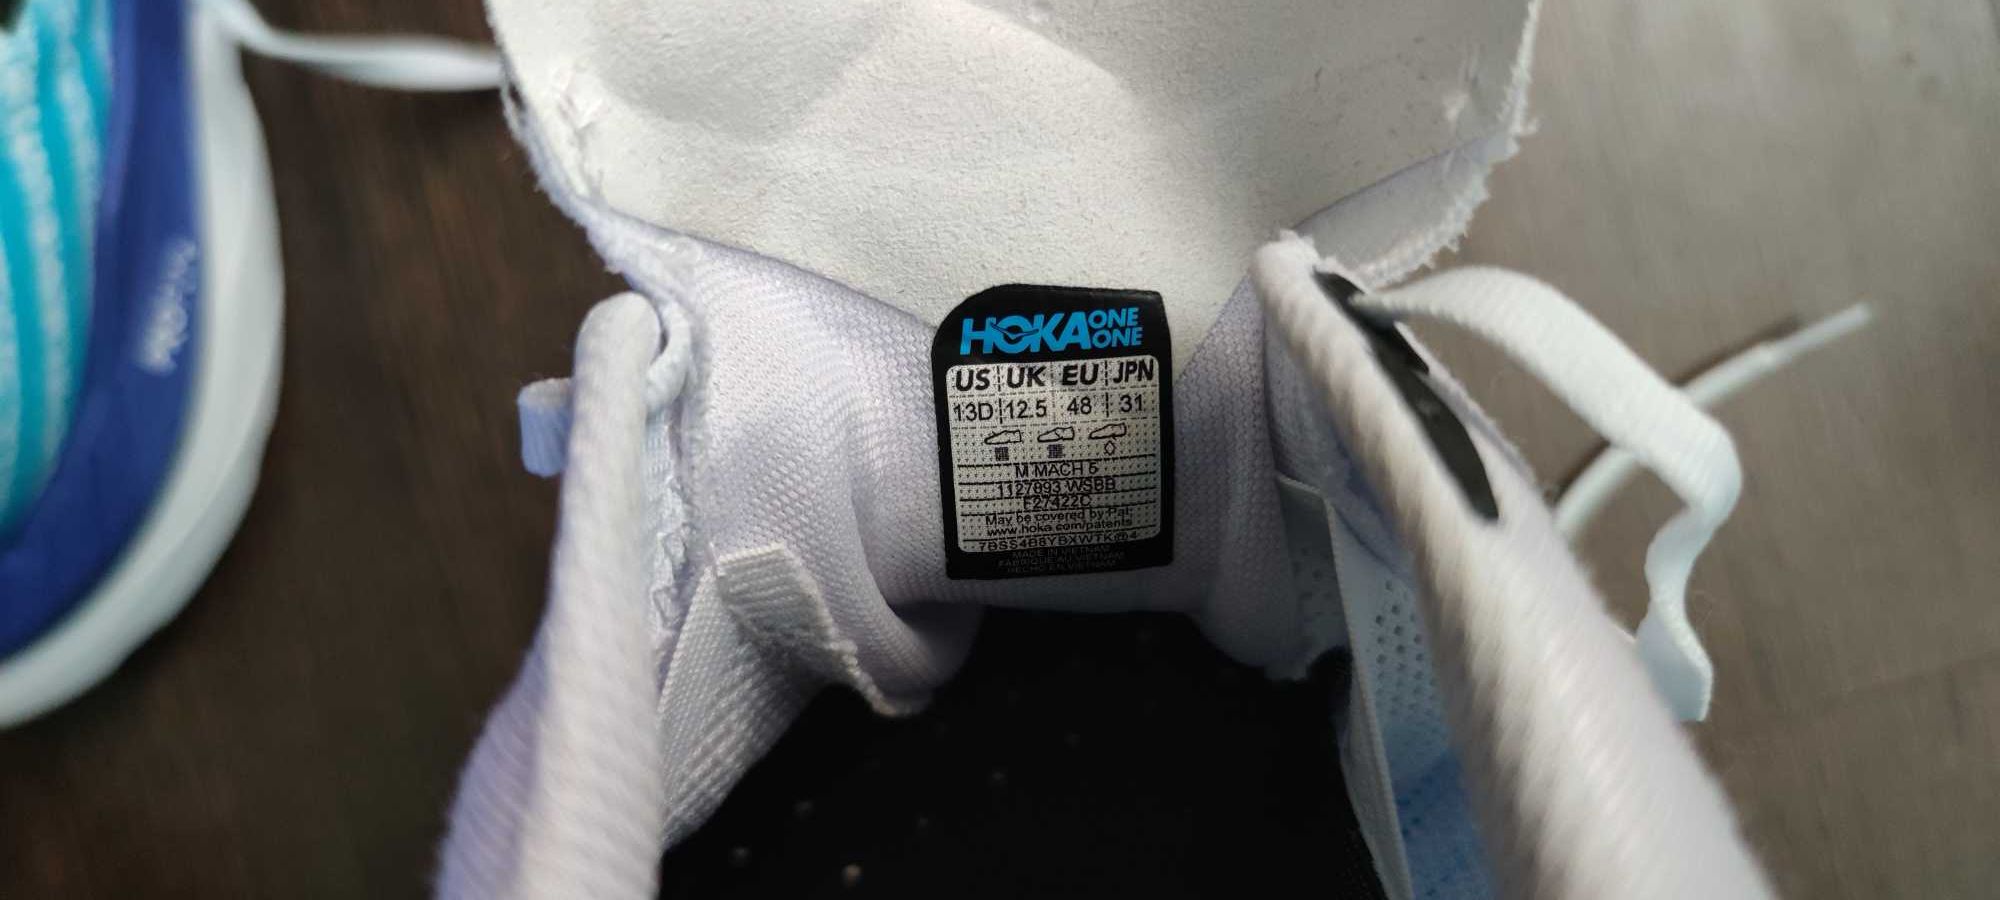 HOKA ONE ONE
US UK EU JPN
13D 12.5 48 31
M MACH 5
1127893 WSBB
F27422C
May be covered by Pat:
www.hoka.com/patents
MADE IN VIETNAM
FABRIQUE AU VIETNAM
HECHO EN VIETNAM